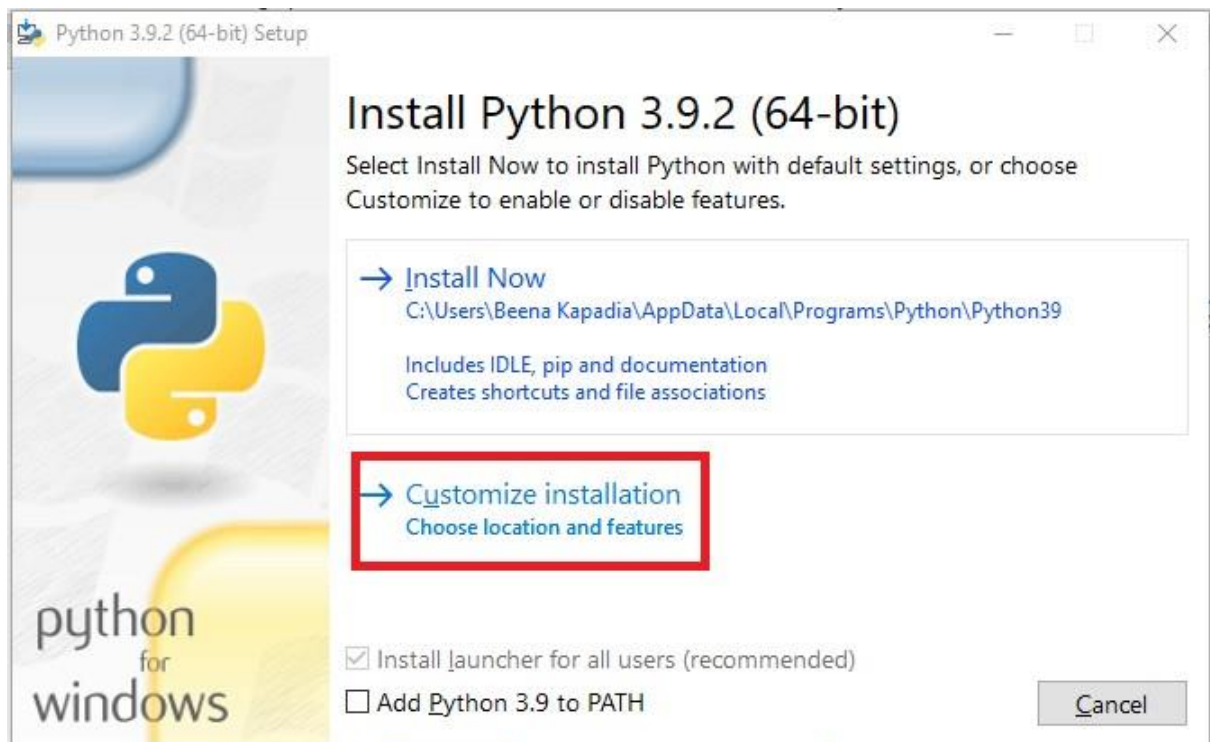 Python 3.9.2 (64-bit) Setup
Install Python 3.9.2 (64-bit)
Select Install Now to install Python with default settings, or choose
Customize to enable or disable features.
Install Now
C:\Users\Beena Kapadia\AppData\Local\Programs\Python\Python39
Includes IDLE, pip and documentation
Creates shortcuts and file associations
Customize installation
Choose location and features
python
for
windows
Install launcher for all users (recommended)
Add Python 3.9 to PATH
Cancel